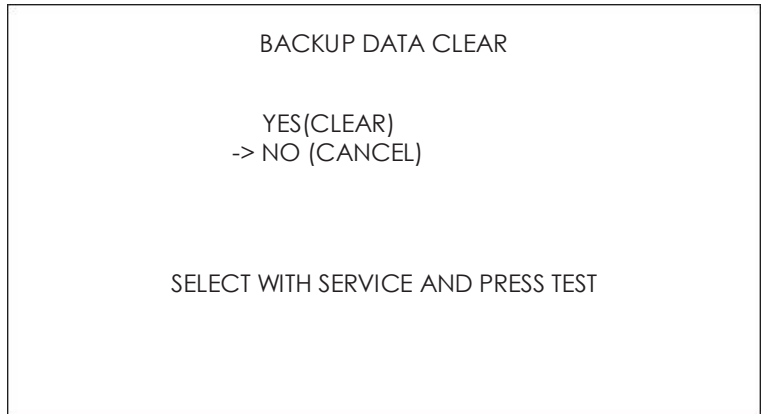 BACKUP DATA CLEAR
YES(CLEAR)
-> NO (CANCEL)
SELECT WITH SERVICE AND PRESS TEST